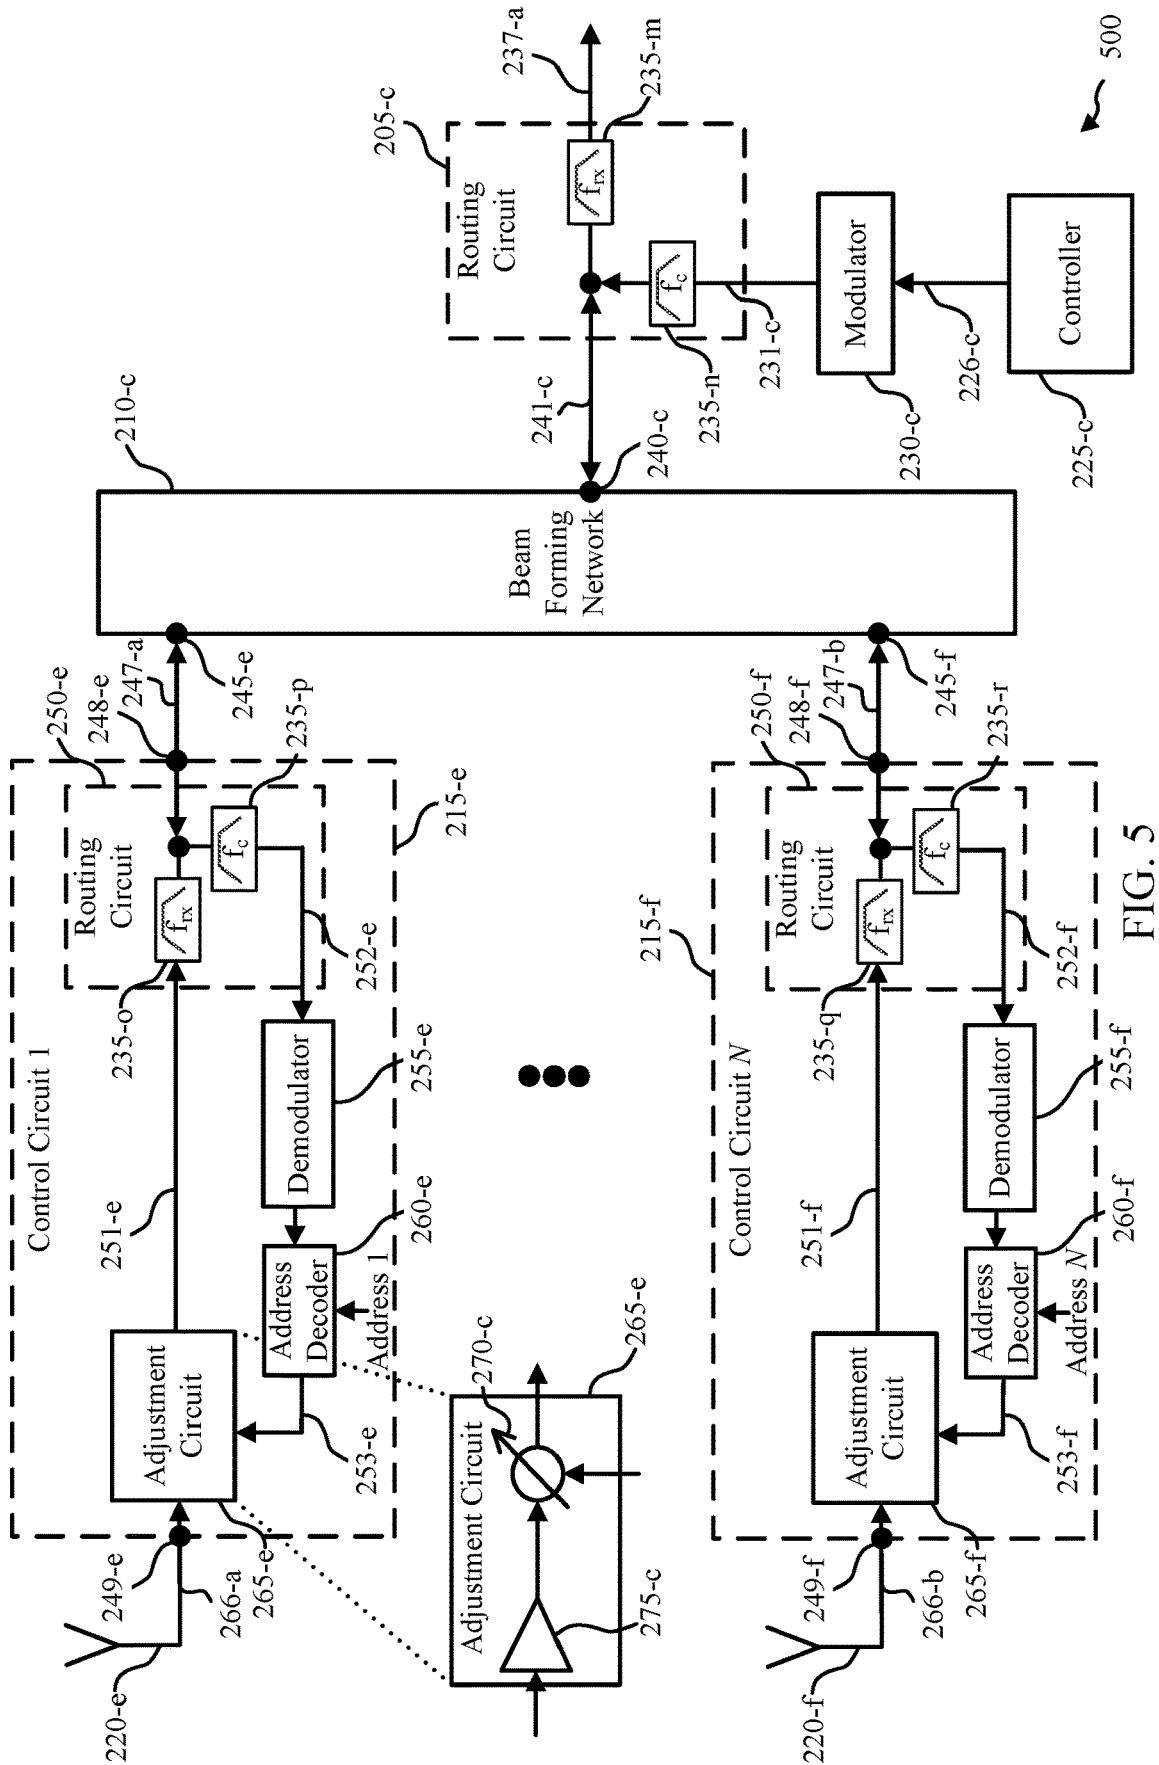 220-e
249-e
266-a
265-e
Control Circuit 1
Adjustment
Circuit
251-e
253-e
Address
Decoder
Address 1
260-e
Demodulator
255-e
252-e
235-o
Routing
Circuit
f_rx
f_c
250-e
248-e
247-a
245-e
235-p
215-e
Adjustment Circuit
270-c
275-c
265-e
220-f
249-f
266-b
265-f
Control Circuit N
215-f
Adjustment
Circuit
251-f
253-f
Address
Decoder
Address N
260-f
Demodulator
255-f
252-f
235-q
Routing
Circuit
f_rx
f_c
250-f
248-f
247-b
245-f
235-r
210-c
Beam
Forming
Network
240-c
241-c
205-c
Routing
Circuit
f_rx
f_c
237-a
235-m
235-n
231-c
Modulator
230-c
226-c
Controller
225-c
500
FIG. 5